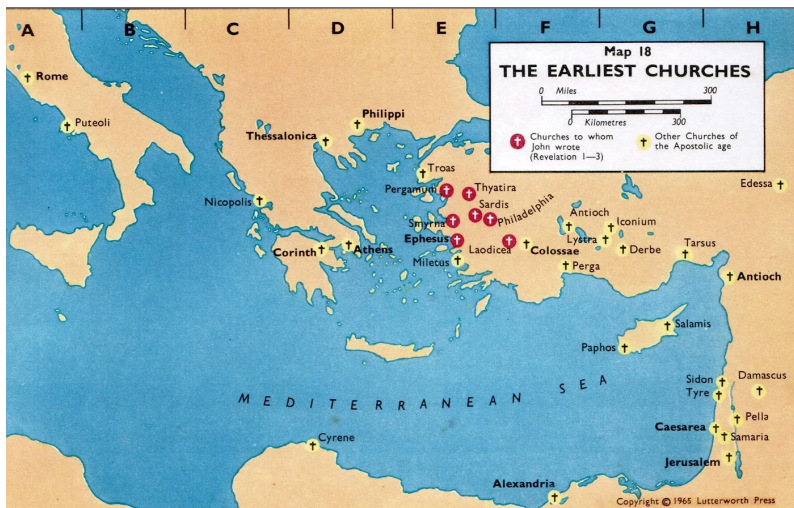 A B C D E F G H
Map 18
THE EARLIEST CHURCHES
0 Miles 300
0 Kilometres 300
Churches to whom
John wrote
(Revelation 1—3)
Other Churches of
the Apostolic age
Rome
Puteoli
Philippi
Thessalonica
Troas
Pergamum
Thyatira
Edessa
Sardis
Nicopolis
Philadelphia
Smyrna
Antioch
Iconium
Ephesus
Laodicea
Colossae
Lystra
Derbe
Tarsus
Corinth
Athens
Miletus
Perga
Antioch
Salamis
Paphos
MEDITERRANEAN SEA
Sidon
Damascus
Tyre
Pella
Caesarea
Samaria
Cyrene
Jerusalem
Alexandria
Copyright © 1965 Lutterworth Press